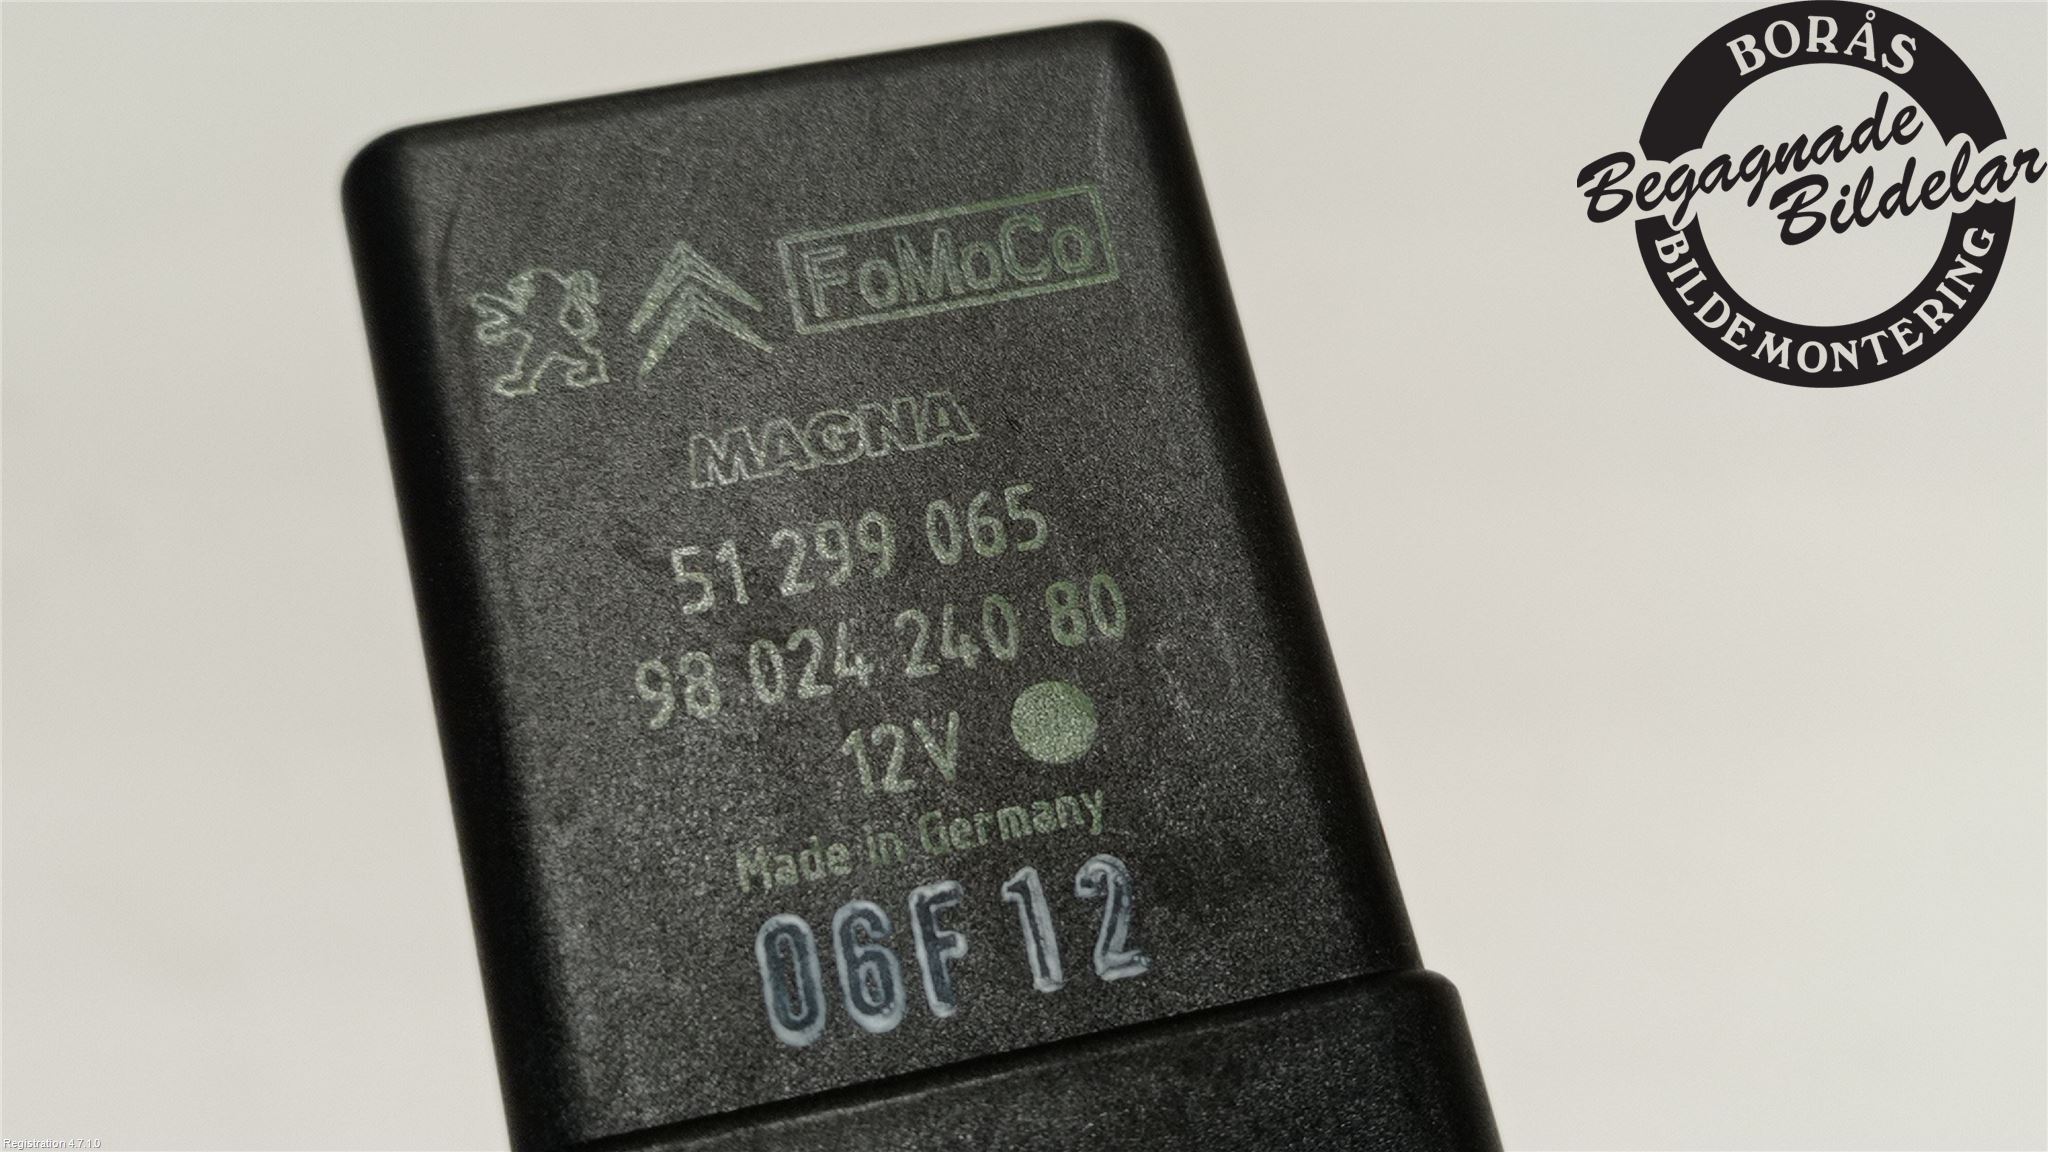 FoMoCo
MAGNA
51 299 065
98 024 240 80
12V
Made in Germany
06F12
BORÅS
Begagnade
Bildelar
BILDEMONTERING
Registration 4.7.1.0